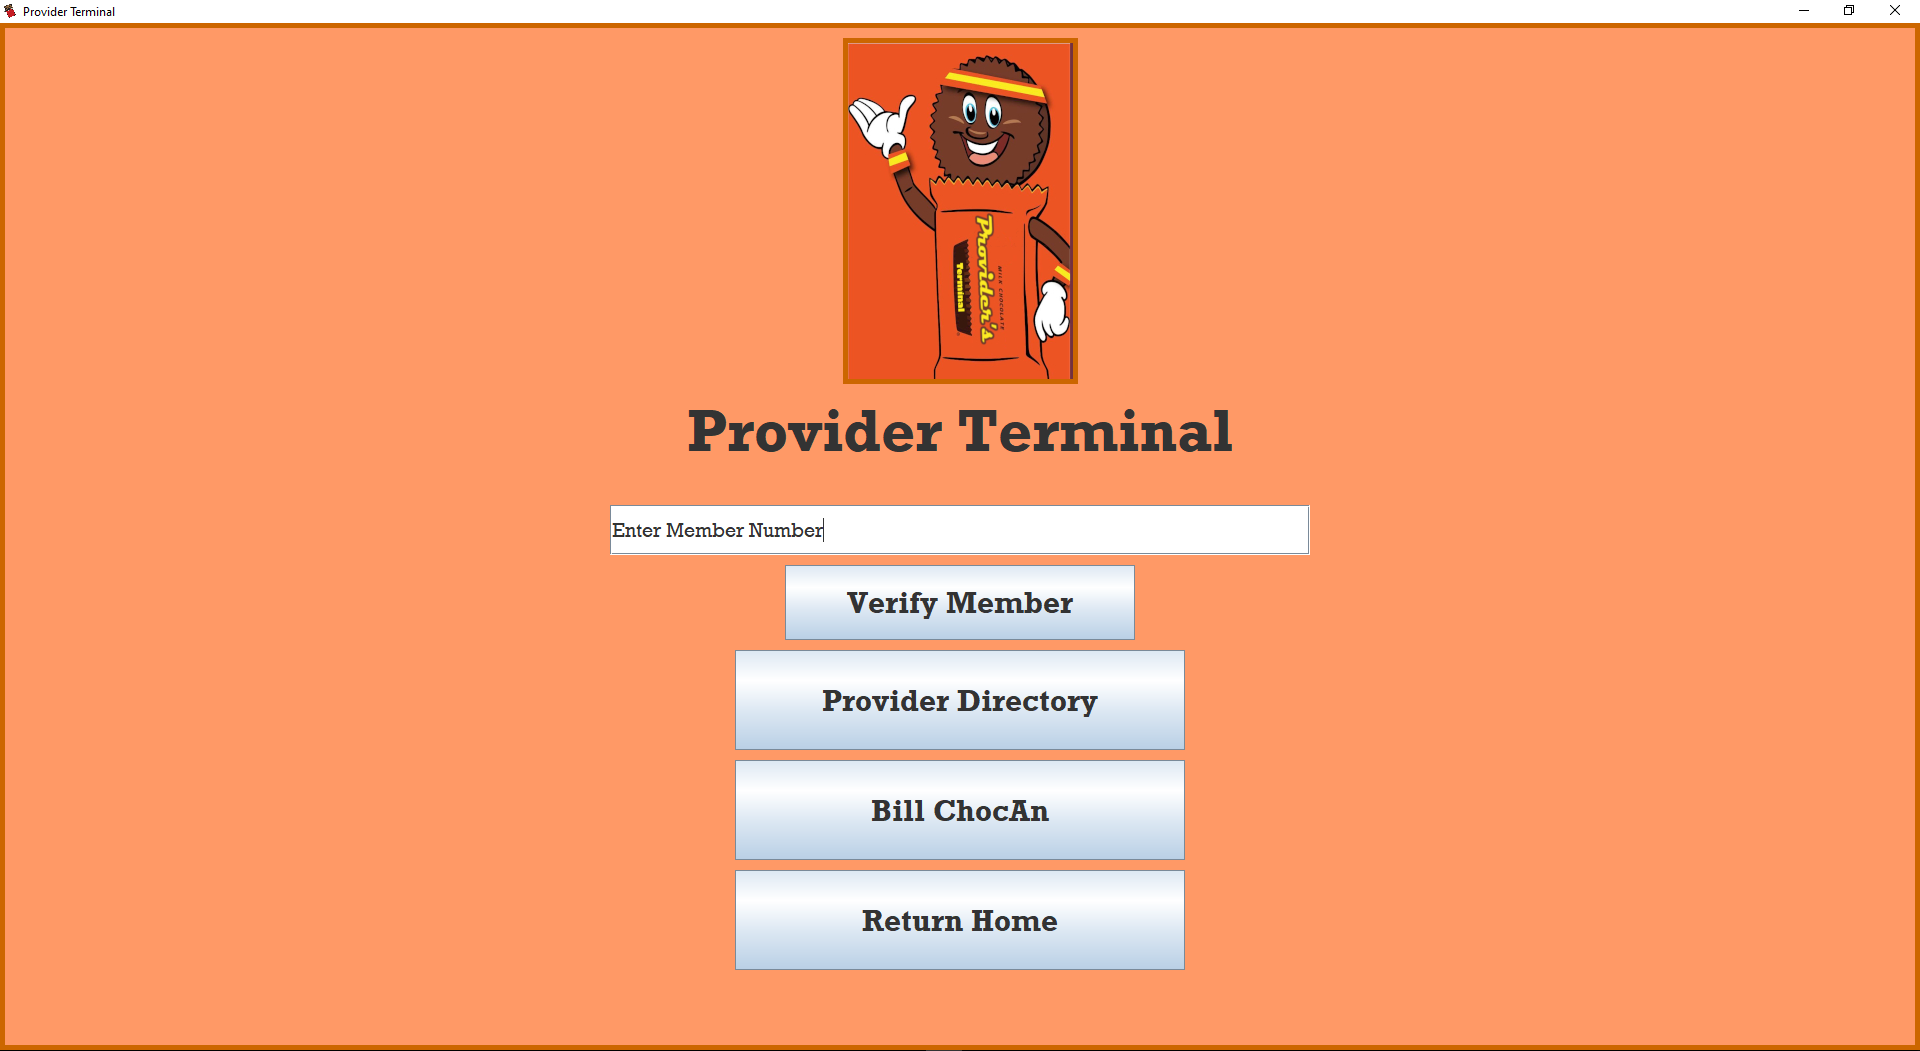 Provider Terminal
Provider's
MILK CHOCOLATE
Terminal
Provider Terminal
Enter Member Number
Verify Member
Provider Directory
Bill ChocAn
Return Home